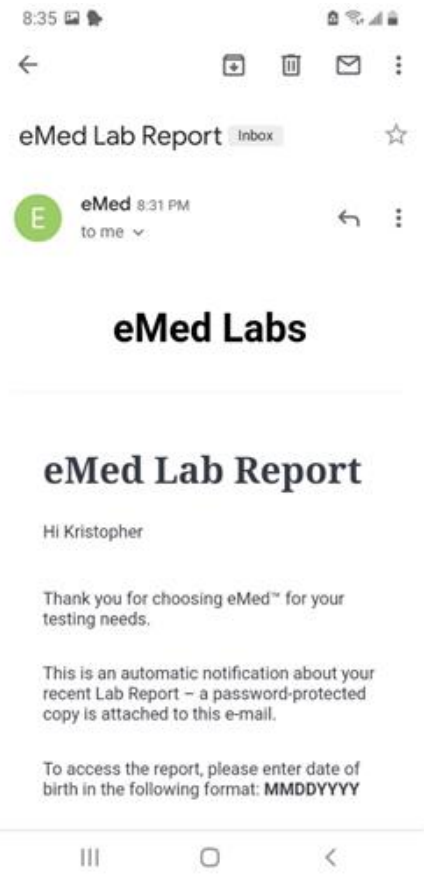 8:35
eMed Lab Report Inbox
E
eMed 8:31 PM
to me
eMed Labs
eMed Lab Report
Hi Kristopher
Thank you for choosing eMed™ for your
testing needs.
This is an automatic notification about your
recent Lab Report – a password-protected
copy is attached to this e-mail.
To access the report, please enter date of
birth in the following format: MMDDYYYY